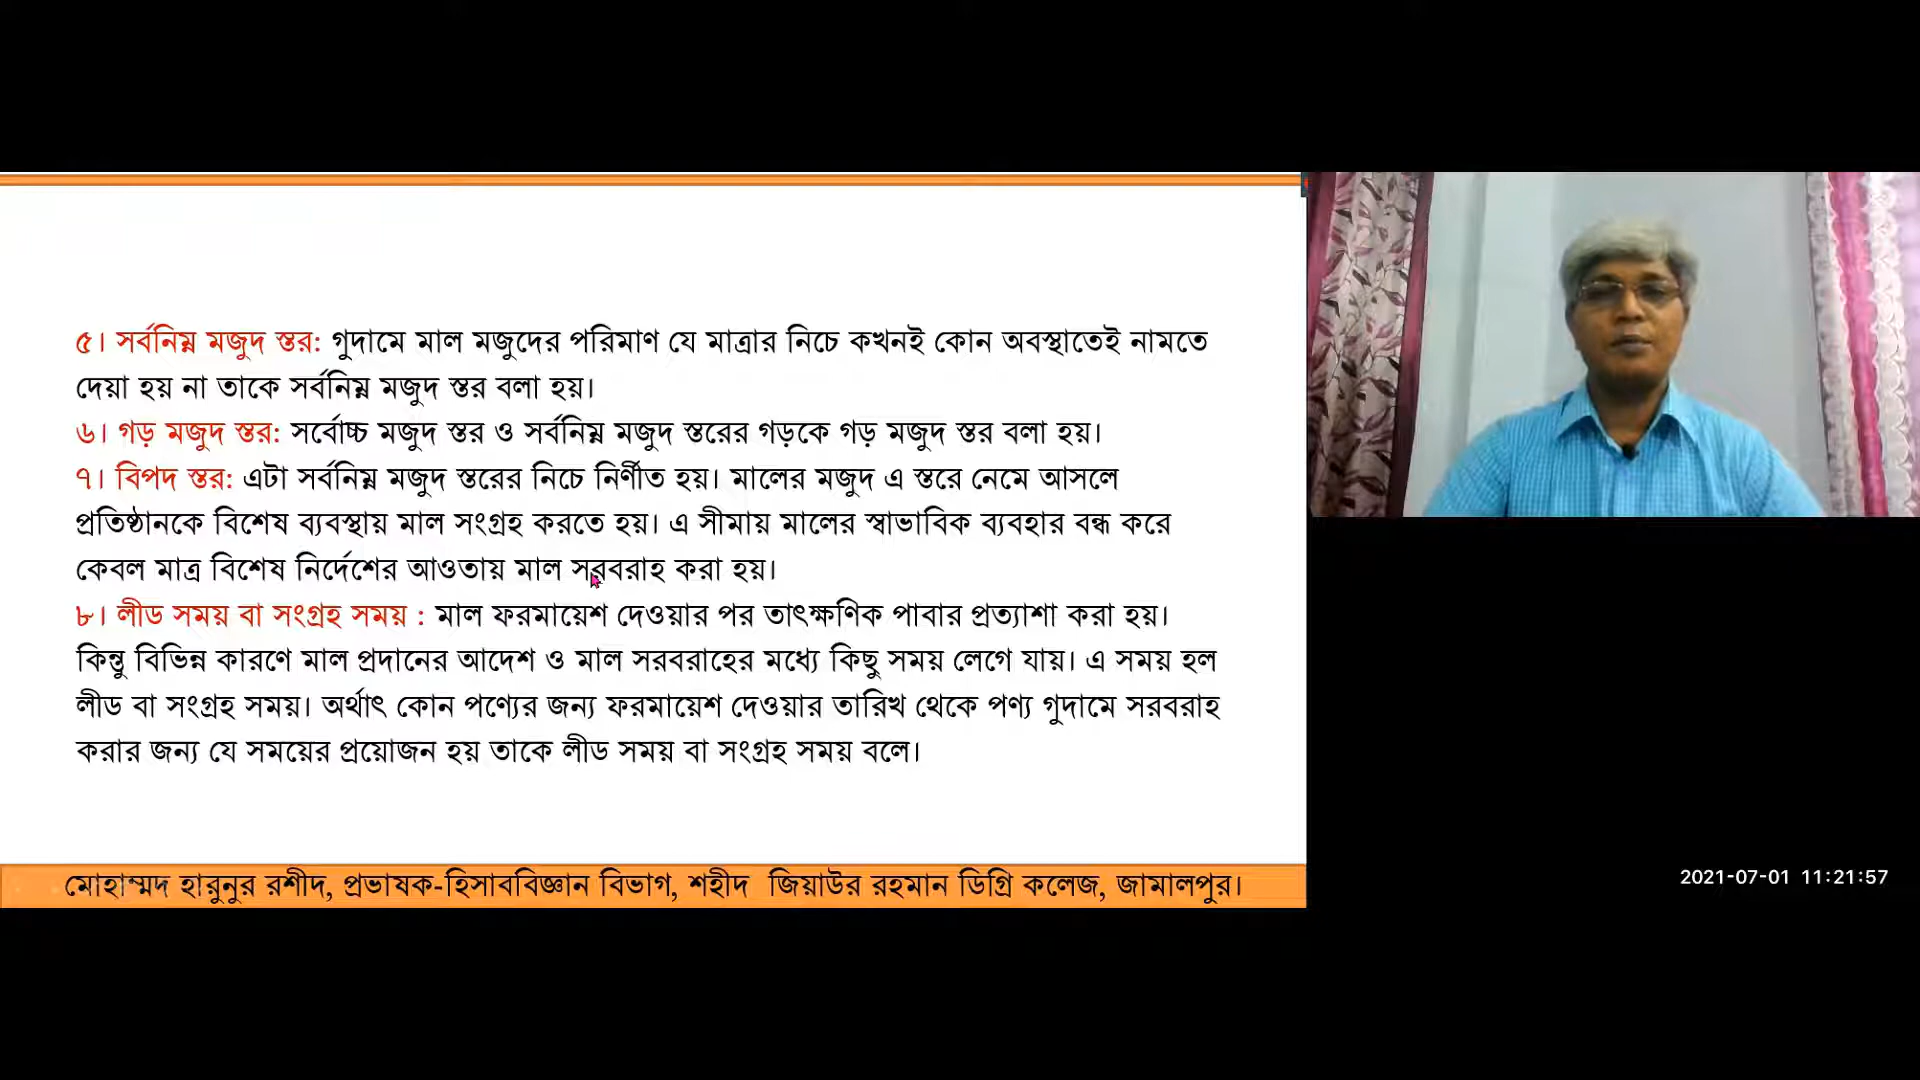 ৫। সর্বনিম্ন মজুদ স্তর: গুদামে মাল মজুদের পরিমাণ যে মাত্রার নিচে কখনই কোন অবস্থাতেই নামতে
দেয়া হয় না তাকে সর্বনিম্ন মজুদ স্তর বলা হয়।
৬। গড় মজুদ স্তর: সর্বোচ্চ মজুদ স্তর ও সর্বনিম্ন মজুদ স্তরের গড়কে গড় মজুদ স্তর বলা হয়।
৭। বিপদ স্তর: এটা সর্বনিম্ন মজুদ স্তরের নিচে নির্ণীত হয়। মালের মজুদ এ স্তরে নেমে আসলে
প্রতিষ্ঠানকে বিশেষ ব্যবস্থায় মাল সংগ্রহ করতে হয়। এ সীমায় মালের স্বাভাবিক ব্যবহার বন্ধ করে
কেবল মাত্র বিশেষ নির্দেশের আওতায় মাল সরবরাহ করা হয়।
৮। লীড সময় বা সংগ্রহ সময় : মাল ফরমায়েশ দেওয়ার পর তাৎক্ষণিক পাবার প্রত্যাশা করা হয়।
কিন্তু বিভিন্ন কারণে মাল প্রদানের আদেশ ও মাল সরবরাহের মধ্যে কিছু সময় লেগে যায়। এ সময় হল
লীড বা সংগ্রহ সময়। অর্থাৎ কোন পণ্যের জন্য ফরমায়েশ দেওয়ার তারিখ থেকে পণ্য গুদামে সরবরাহ
করার জন্য যে সময়ের প্রয়োজন হয় তাকে লীড সময় বা সংগ্রহ সময় বলে।
মোহাম্মদ হারুনুর রশীদ, প্রভাষক-হিসাববিজ্ঞান বিভাগ, শহীদ জিয়াউর রহমান ডিগ্রি কলেজ, জামালপুর।
2021-07-01 11:21:57